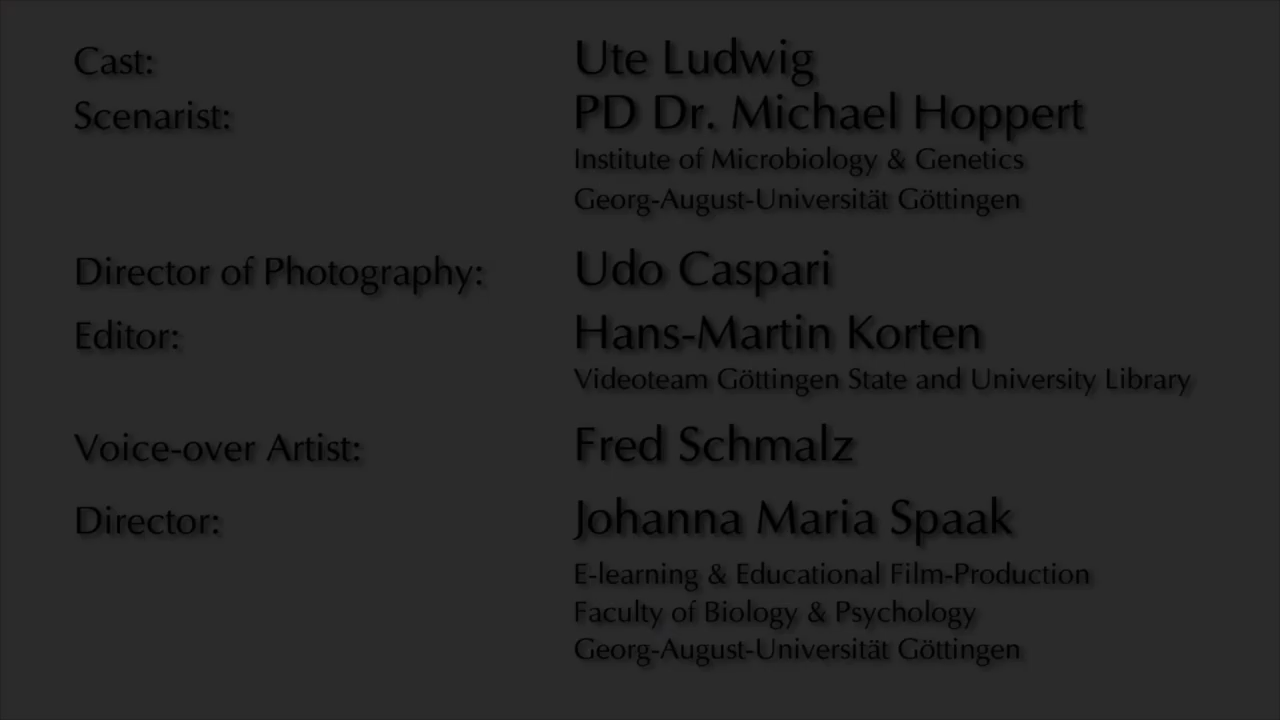 Cast: Ute Ludwig
Scenarist: PD Dr. Michael Hoppert
Institute of Microbiology & Genetics
Georg-August-Universität Göttingen
Director of Photography: Udo Caspari
Editor: Hans-Martin Korten
Videoteam Göttingen State and University Library
Voice-over Artist: Fred Schmalz
Director: Johanna Maria Spaak
E-learning & Educational Film-Production
Faculty of Biology & Psychology
Georg-August-Universität Göttingen